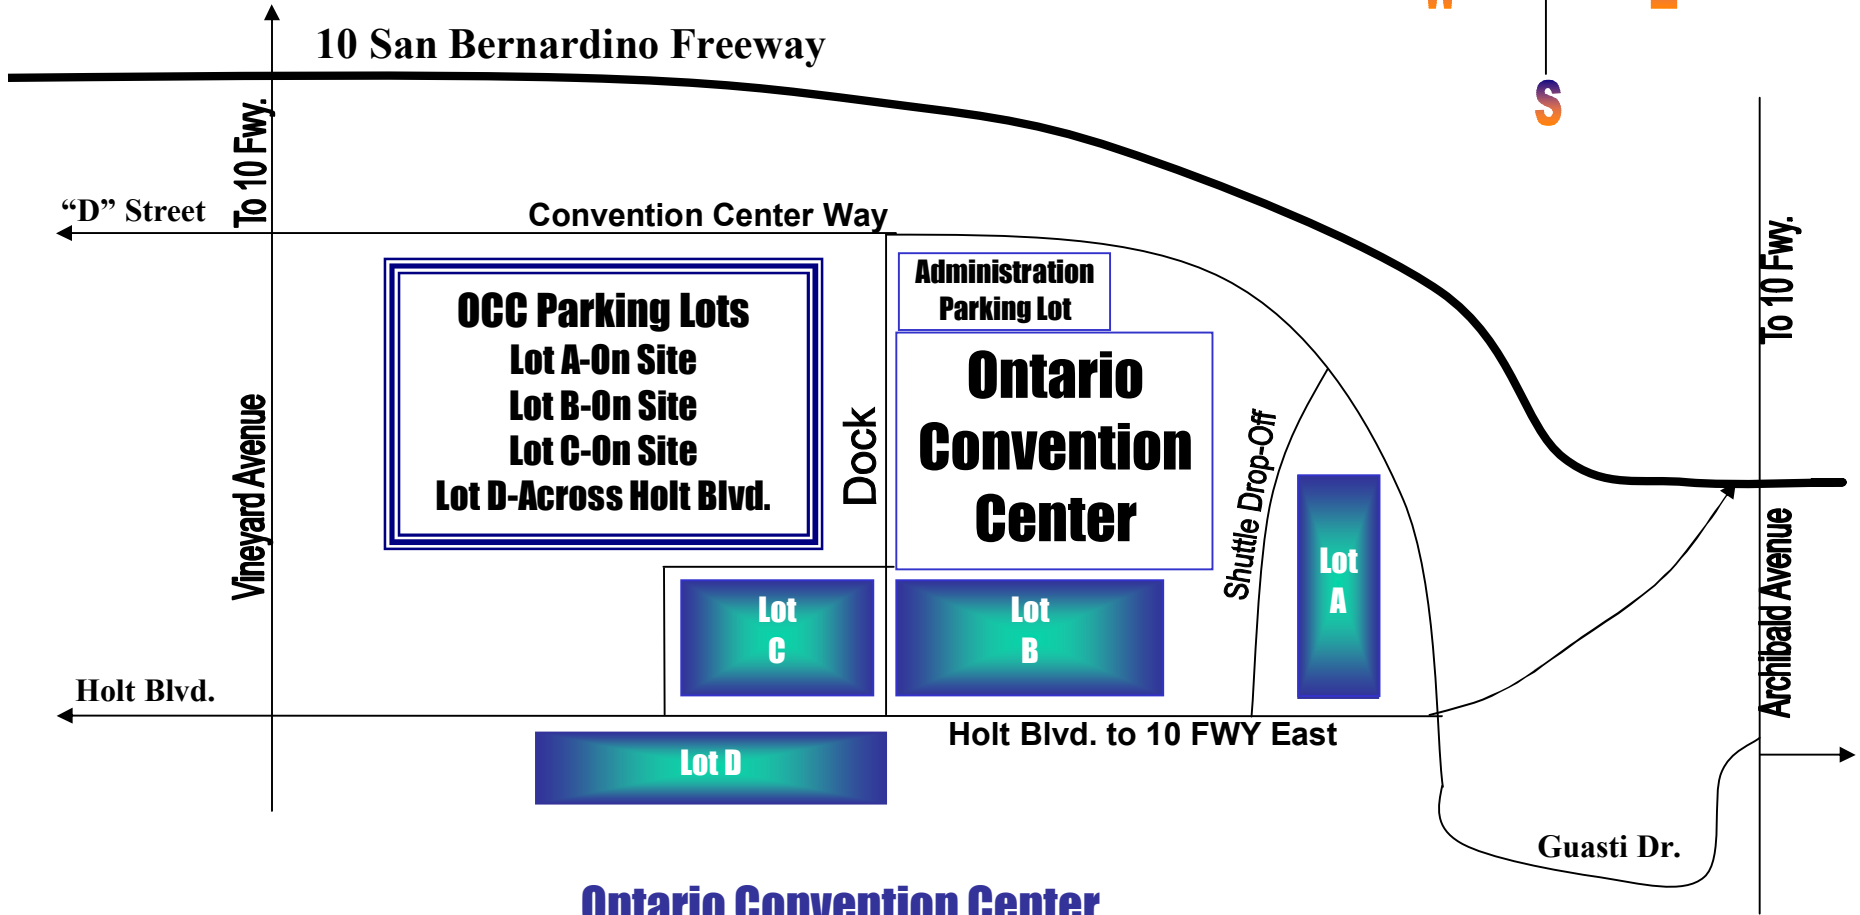 W
S
10 San Bernardino Freeway
To 10 Fwy.
“D” Street
Convention Center Way
To 10 Fwy.
Administration
Parking Lot
OCC Parking Lots
Lot A-On Site
Lot B-On Site
Lot C-On Site
Lot D-Across Holt Blvd.
Dock
Ontario
Convention
Center
Shuttle Drop-Off
Vineyard Avenue
Lot
A
Lot
C
Lot
B
Archibald Avenue
Holt Blvd.
Holt Blvd. to 10 FWY East
Lot D
Guasti Dr.
Ontario Convention Center